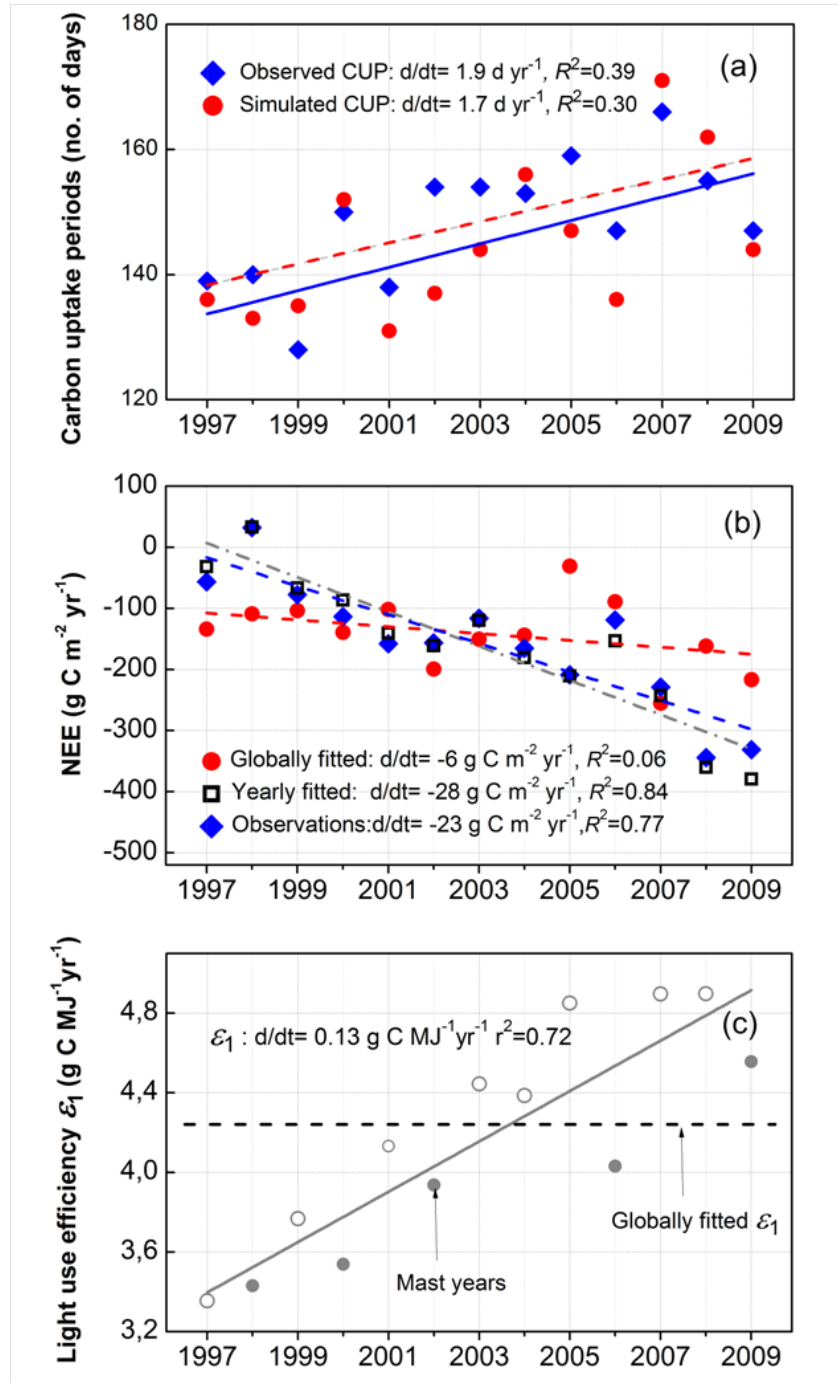 180
160
140
120
Carbon uptake periods (no. of days)
(a)
Observed CUP: d/dt= 1.9 d yr⁻¹, R²=0.39
Simulated CUP: d/dt= 1.7 d yr⁻¹, R²=0.30
1997 1999 2001 2003 2005 2007 2009
100
0
-100
-200
-300
-400
-500
NEE (g C m⁻² yr⁻¹)
(b)
Globally fitted: d/dt= -6 g C m⁻² yr⁻¹, R²=0.06
Yearly fitted: d/dt= -28 g C m⁻² yr⁻¹, R²=0.84
Observations:d/dt= -23 g C m⁻² yr⁻¹,R²=0.77
1997 1999 2001 2003 2005 2007 2009
4,8
4,4
4,0
3,6
3,2
Light use efficiency ε₁ (g C MJ⁻¹yr⁻¹)
(c)
ε₁ : d/dt= 0.13 g C MJ⁻¹yr⁻¹ r²=0.72
Globally fitted ε₁
Mast years
1997 1999 2001 2003 2005 2007 2009